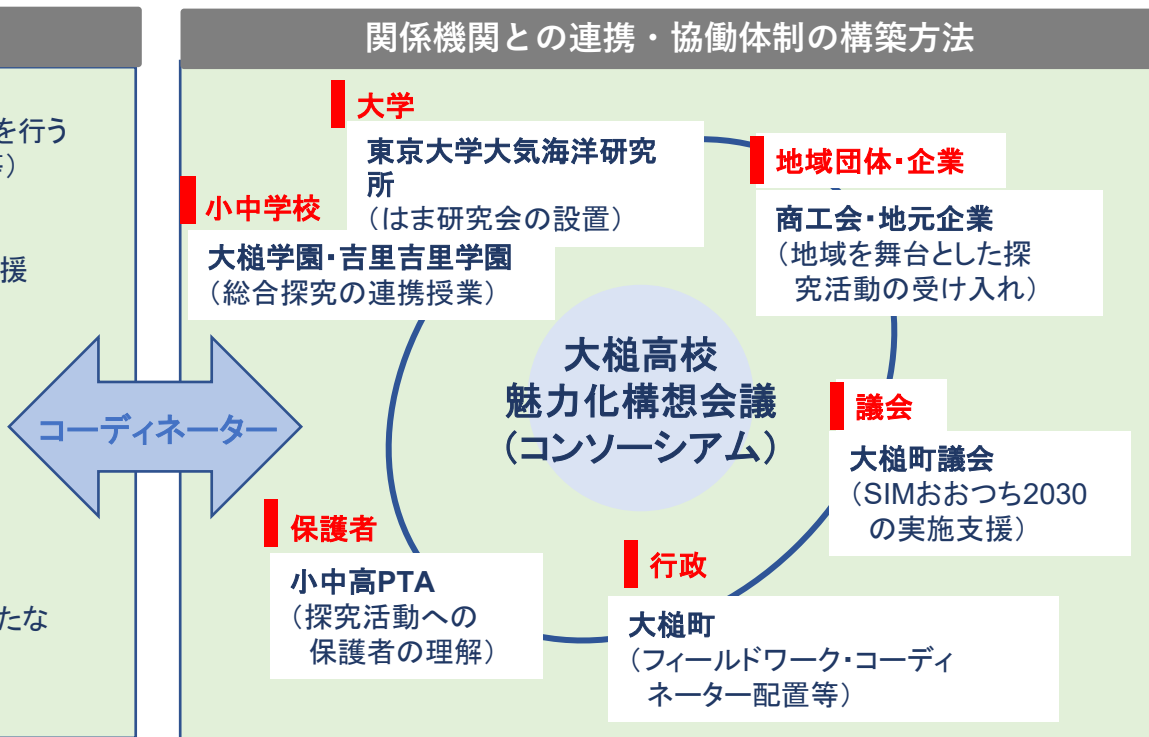 関係機関との連携・協働体制の構築方法
を行う
等）
援
たな
コーディネーター
大学
東京大学大気海洋研究
所
（はま研究会の設置）
小中学校
大槌学園・吉里吉里学園
（総合探究の連携授業）
地域団体・企業
商工会・地元企業
（地域を舞台とした探
究活動の受け入れ）
大槌高校
魅力化構想会議
（コンソーシアム）
議会
大槌町議会
（SIMおおつち2030
の実施支援）
保護者
小中高PTA
（探究活動への
保護者の理解）
行政
大槌町
（フィールドワーク・コーディ
ネーター配置等）